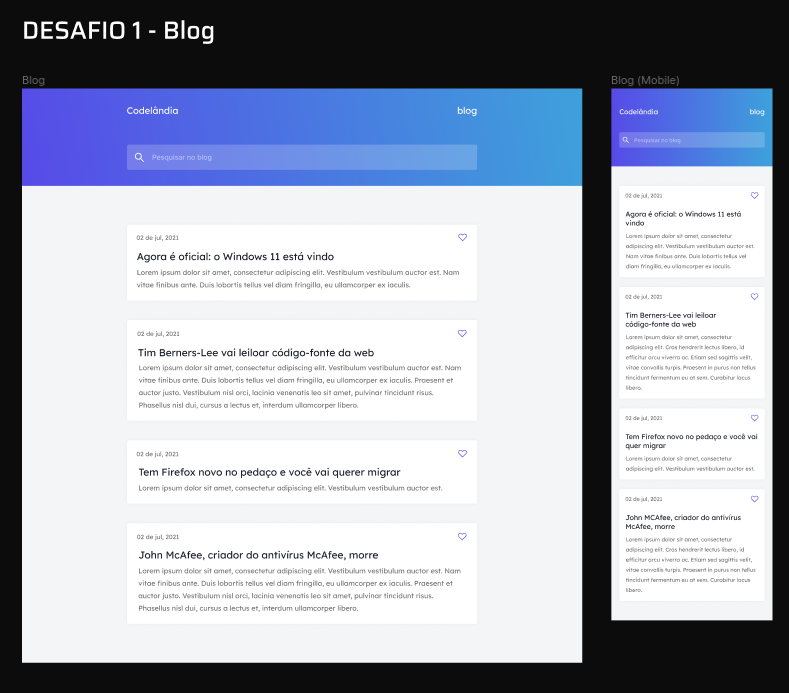 DESAFIO 1 - Blog
Blog
Codelândia
blog
Pesquisar no blog
02 de jul, 2021
Agora é oficial: o Windows 11 está vindo
Lorem ipsum dolor sit amet, consectetur adipiscing elit. Vestibulum vestibulum auctor est. Nam
vitae finibus ante. Duis lobortis tellus vel diam fringilla, eu ullamcorper ex iaculis.
02 de jul, 2021
Tim Berners-Lee vai leiloar código-fonte da web
Lorem ipsum dolor sit amet, consectetur adipiscing elit. Vestibulum vestibulum auctor est. Nam
vitae finibus ante. Duis lobortis tellus vel diam fringilla, eu ullamcorper ex iaculis. Praesent et
auctor justo. Vestibulum nisl orci, lacinia venenatis leo sit amet, pulvinar tincidunt risus.
Phasellus nisl dui, cursus a lectus et, interdum ullamcorper libero.
02 de jul, 2021
Tem Firefox novo no pedaço e você vai querer migrar
Lorem ipsum dolor sit amet, consectetur adipiscing elit. Vestibulum vestibulum auctor est.
02 de jul, 2021
John McAfee, criador do antivírus McAfee, morre
Lorem ipsum dolor sit amet, consectetur adipiscing elit. Vestibulum vestibulum auctor est. Nam
vitae finibus ante. Duis lobortis tellus vel diam fringilla, eu ullamcorper ex iaculis. Praesent et
auctor justo. Vestibulum nisl orci, lacinia venenatis leo sit amet, pulvinar tincidunt risus.
Phasellus nisl dui, cursus a lectus et, interdum ullamcorper libero.
Blog (Mobile)
Codelândia
blog
Pesquisar no blog
02 de jul, 2021
Agora é oficial: o Windows 11 está
vindo
Lorem ipsum dolor sit amet, consectetur
adipiscing elit. Vestibulum vestibulum auctor est.
Nam vitae finibus ante. Duis lobortis tellus vel
diam fringilla, eu ullamcorper ex iaculis.
02 de jul, 2021
Tim Berners-Lee vai leiloar
código-fonte da web
Lorem ipsum dolor sit amet, consectetur
adipiscing elit. Cras hendrerit lectus libero, id
efficitur arcu viverra ac. Etiam sed sagittis velit,
vitae convallis turpis. Praesent in purus non tellus
tincidunt fermentum eu at sem. Curabitur lacus
libero.
02 de jul, 2021
Tem Firefox novo no pedaço e você vai
quer migrar
Lorem ipsum dolor sit amet, consectetur
adipiscing elit. Vestibulum vestibulum auctor est.
02 de jul, 2021
John MCAfee, criador do antivírus
McAfee, morre
Lorem ipsum dolor sit amet, consectetur
adipiscing elit. Cras hendrerit lectus libero, id
efficitur arcu viverra ac. Etiam sed sagittis velit,
vitae convallis turpis. Praesent in purus non tellus
tincidunt fermentum eu at sem. Curabitur lacus
libero.